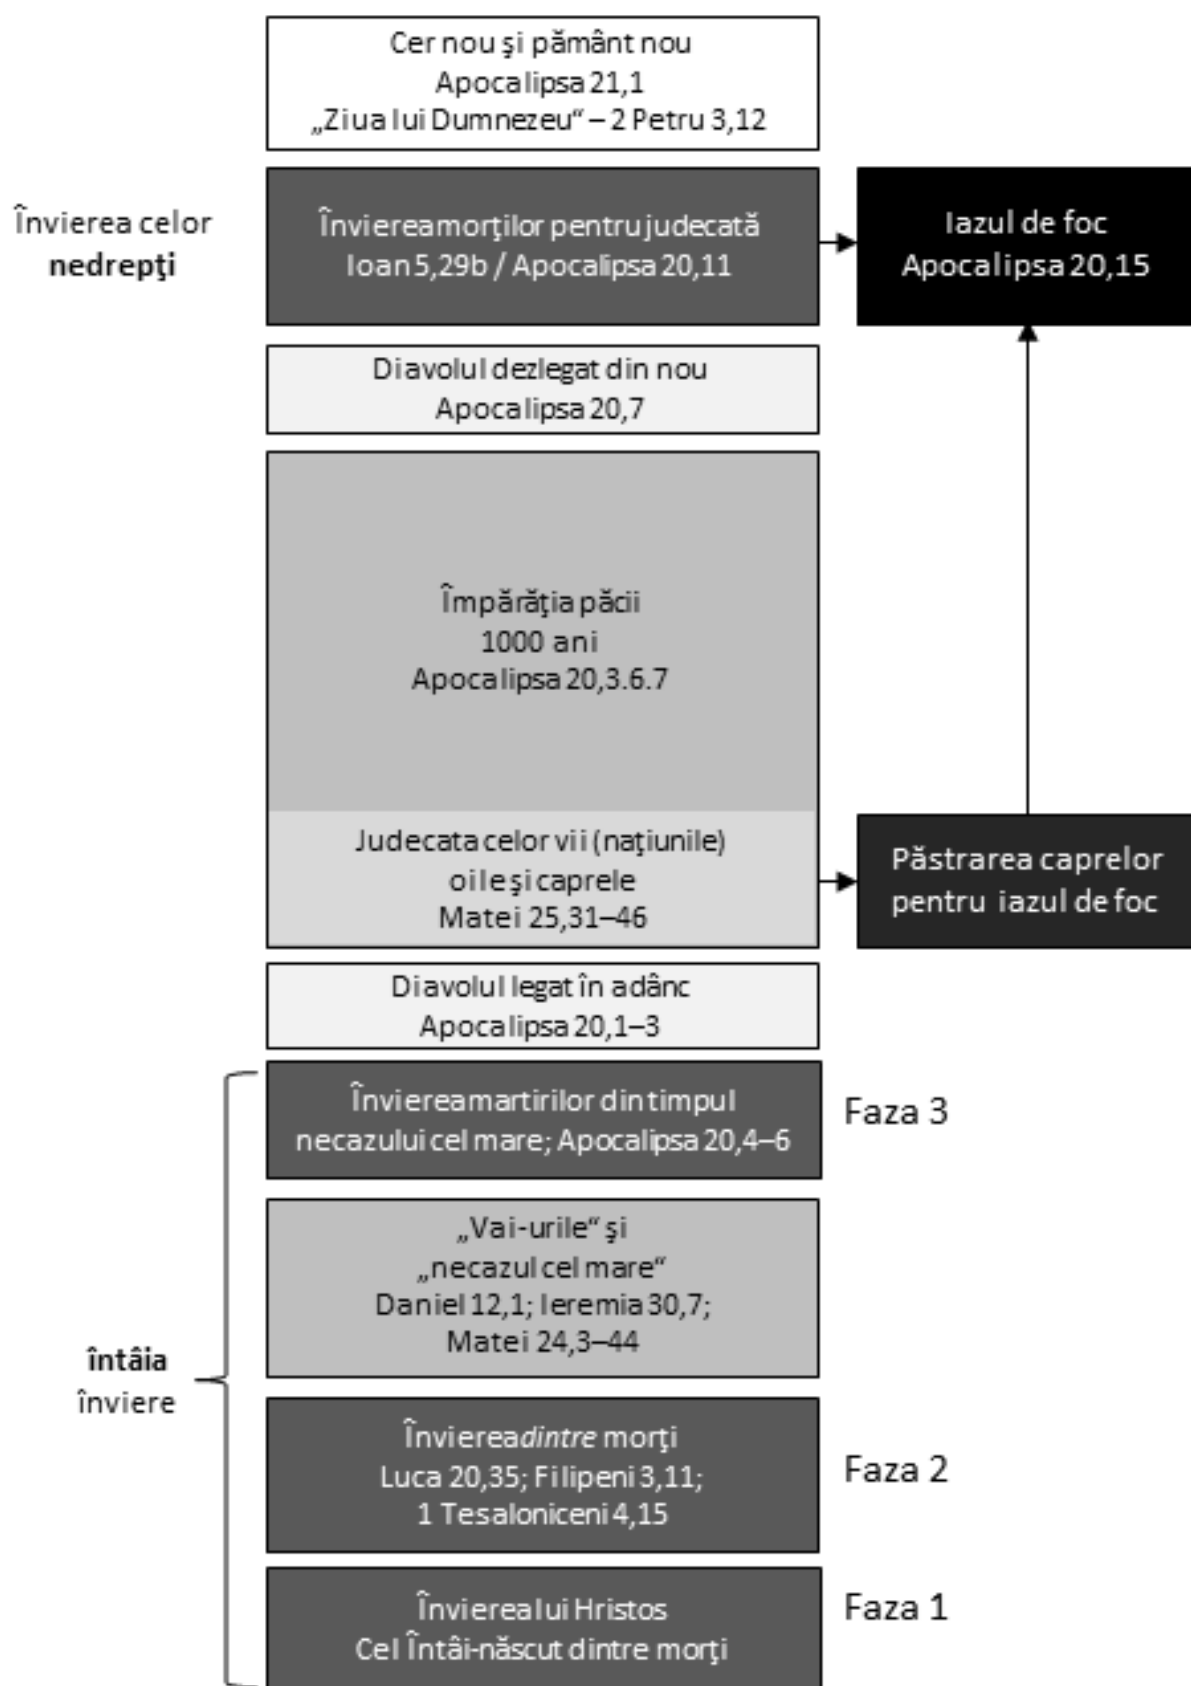 Cer nou şi pământ nou
Apocalipsa 21,1
„Ziua lui Dumnezeu“ – 2 Petru 3,12
Învierea celor
nedrepţi
Învierea morţilor pentru judecată
Ioan 5,29b / Apocalipsa 20,11
Iazul de foc
Apocalipsa 20,15
Diavolul dezlegat din nou
Apocalipsa 20,7
Împărăţia păcii
1000 ani
Apocalipsa 20,3.6.7
Judecata celor vii (naţiunile)
oile şi caprele
Matei 25,31–46
Păstrarea caprelor
pentru iazul de foc
Diavolul legat în adânc
Apocalipsa 20,1–3
Învierea martirilor din timpul
necazului cel mare; Apocalipsa 20,4–6
Faza 3
„Vai-urile“ şi
„necazul cel mare“
Daniel 12,1; Ieremia 30,7;
Matei 24,3–44
întâia
înviere
Învierea dintre morţi
Luca 20,35; Filipeni 3,11;
1 Tesaloniceni 4,15
Faza 2
Învierea lui Hristos
Cel Întâi-născut dintre morţi
Faza 1